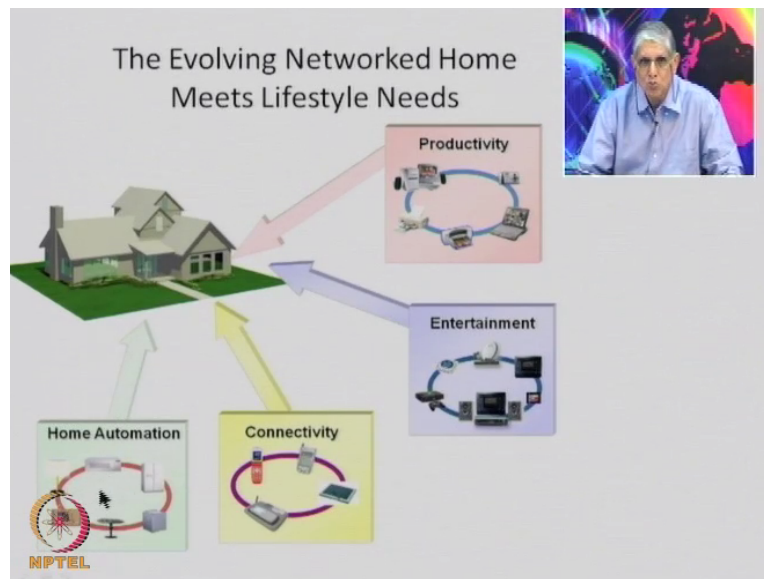 The Evolving Networked Home
Meets Lifestyle Needs
Productivity
Entertainment
Home Automation
Connectivity
NPTEL